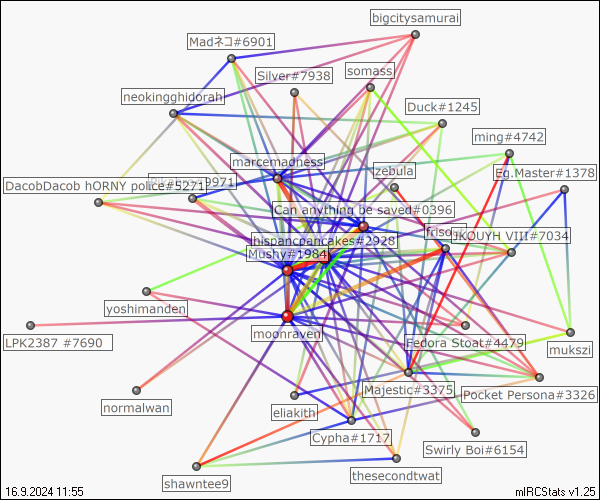 bigcitysamurai
Madネコ#6901
somass
Silver#7938
neokingghidorah
Duck#1245
ming#4742
marcemadness
zebula
Eg.Master#1378
DacobDacob hORNY police#5271
9971
Can anything be saved#0396
frisen
JKOUYH VIII#7034
hispancpancakes#2928
Mushy#1984
yoshimanden
moonraven
LPK2387 #7690
Fedora Stoat#4479
mukszi
Majestic#3375
Pocket Persona#3326
normalwan
eliakith
Cypha#1717
Swirly Boi#6154
shawntee9
thesecondtwat
16.9.2024 11:55
mIRCStats v1.25